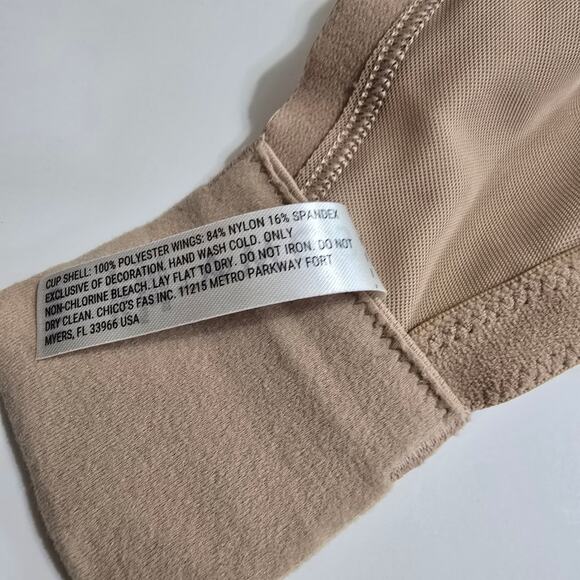 CUP SHELL: 100% POLYESTER WINGS: 84% NYLON 16% SPANDEX
EXCLUSIVE OF DECORATION. HAND WASH COLD. ONLY
NON-CHLORINE BLEACH. LAY FLAT TO DRY. DO NOT IRON. DO NOT
DRY CLEAN. CHICO'S FAS INC. 11215 METRO PARKWAY FORT
MYERS, FL 33966 USA